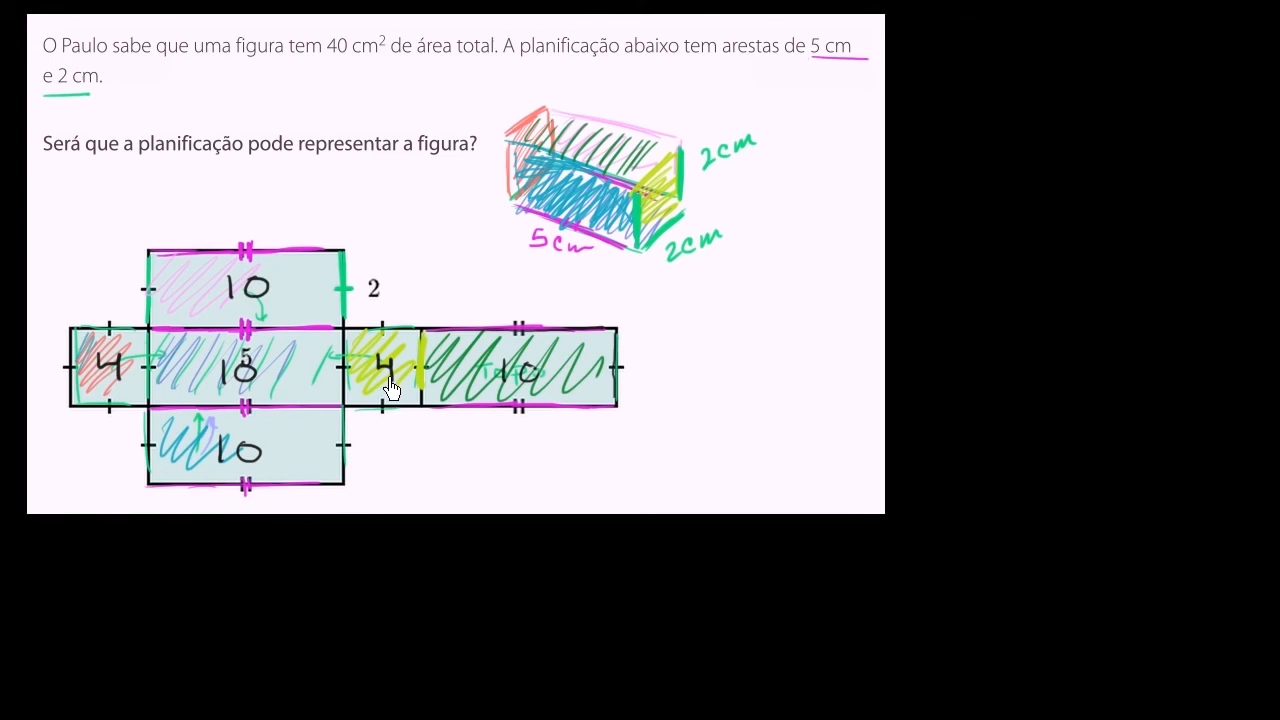 O Paulo sabe que uma figura tem 40 cm² de área total. A planificação abaixo tem arestas de 5 cm
e 2 cm.
Será que a planificação pode representar a figura?
2cm
5cm
2cm
10
2
4
5
10
4
10
10